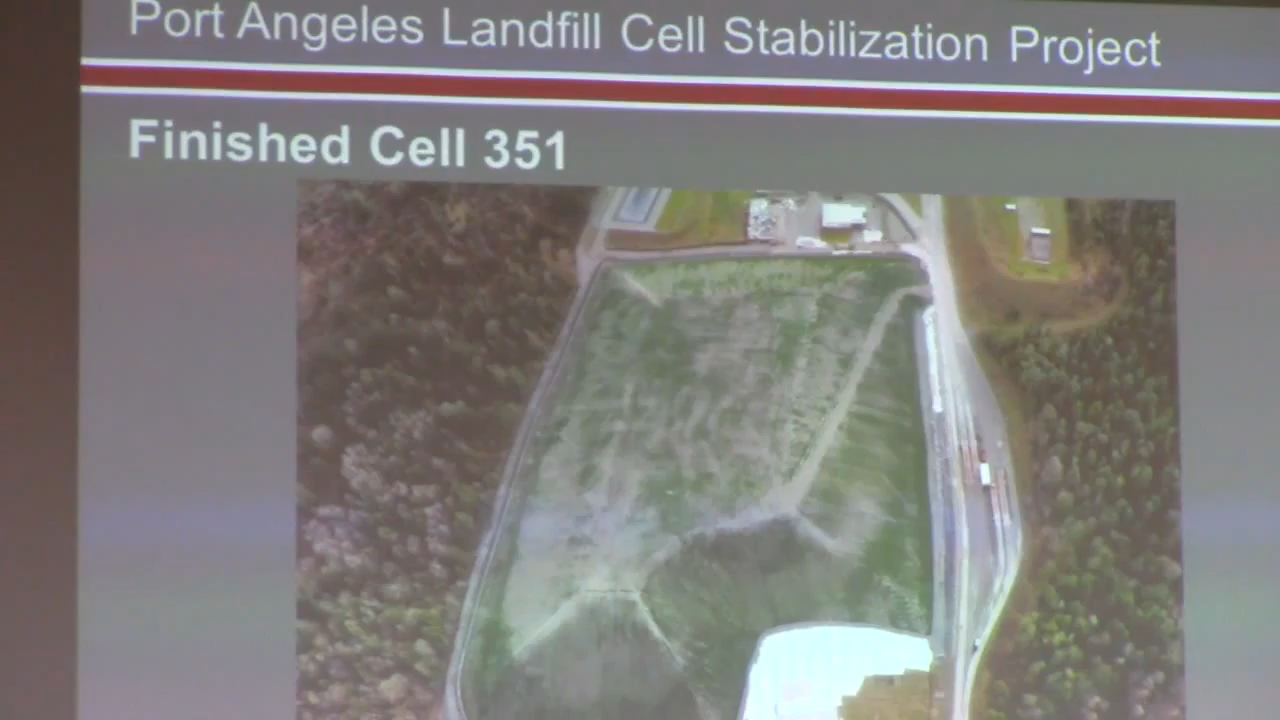 Port Angeles Landfill Cell Stabilization Project
Finished Cell 351